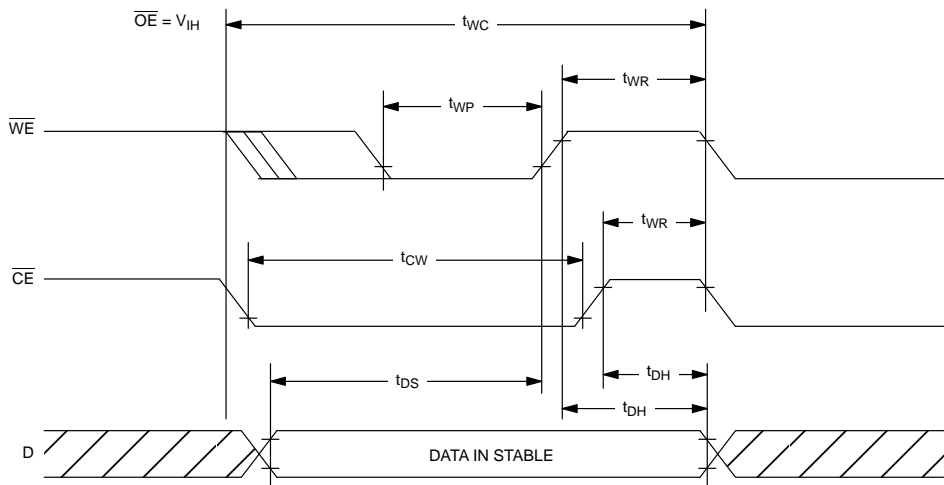 OE = VIH
tWC
tWR
tWP
WE
tWR
tCW
CE
tDS
tDH
tDH
D
DATA IN STABLE